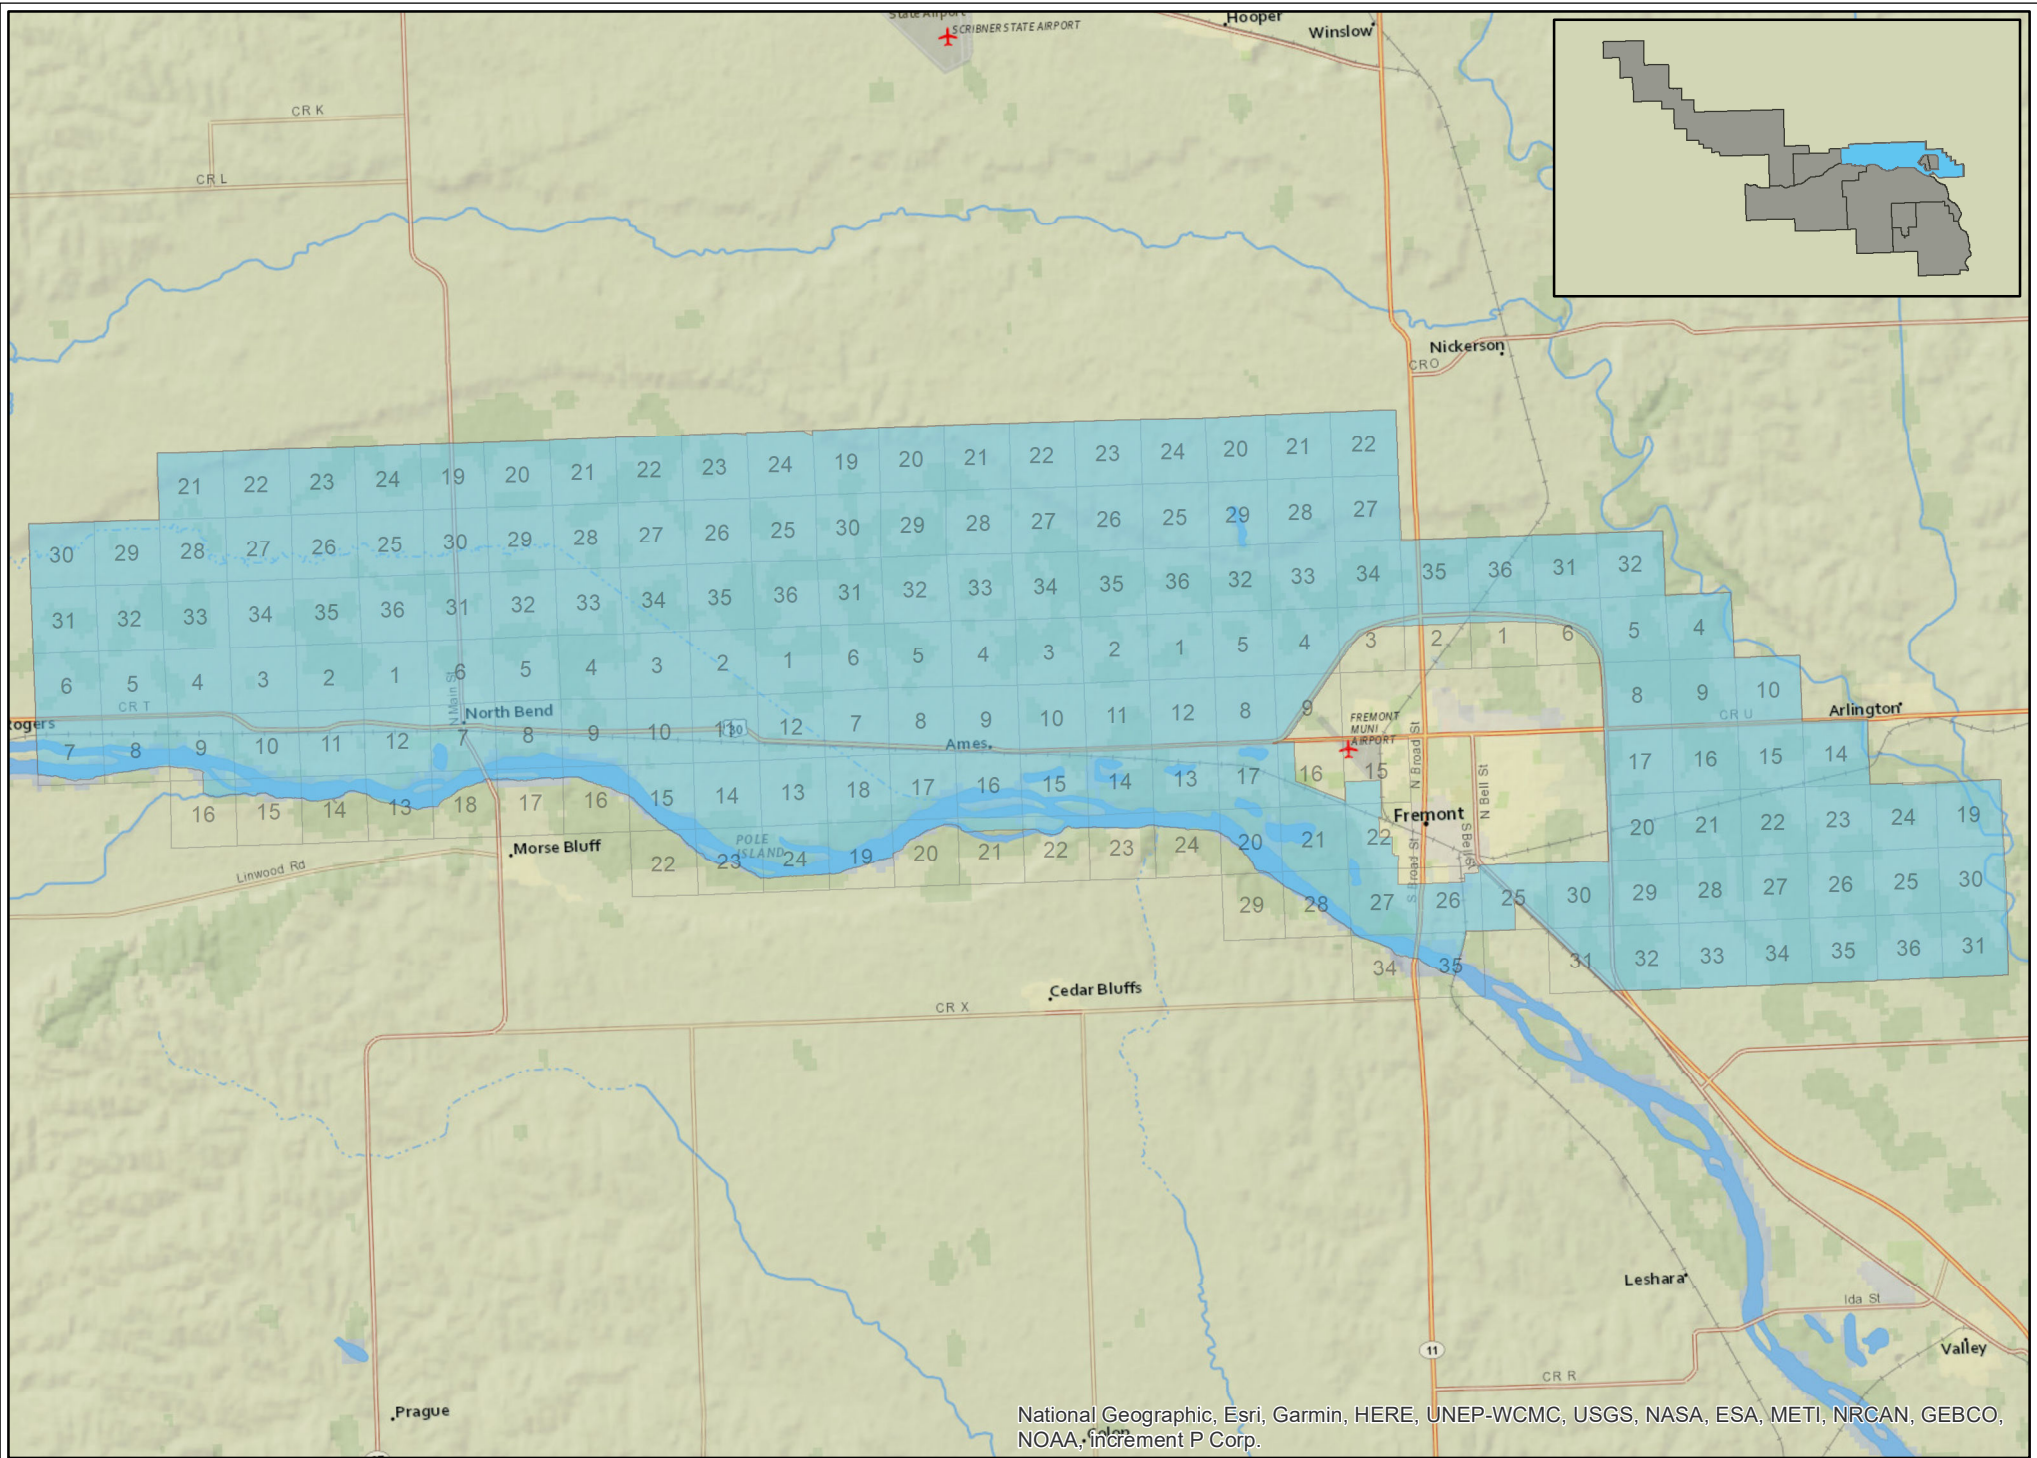 State Airport
SCRIBNER STATE AIRPORT
Hooper
Winslow
CR K
CR L
Nickerson
CR O
21 22 23 24 19 20 21 22 23 24 19 20 21 22 23 24 20 21 22
30 29 28 27 26 25 30 29 28 27 26 25 30 29 28 27 26 25 29 28 27
31 32 33 34 35 36 31 32 33 34 35 36 31 32 33 34 35 36 32 33 34 35 36 31 32
6 5 4 3 2 1 6 5 4 3 2 1 6 5 4 3 2 1 5 4 3 2 1 6 5 4
N Main St
CR T
Rogers
North Bend
7 8 9 10 11 12 7 8 9 10 11 12 7 8 9 10 11 12 8 9 8 9 10
30
Ames
FREMONT
MUNI
AIRPORT
CR U
Arlington
N Broad St
N Bell St
16 15 14 13 18 17 16 15 14 13 18 17 16 15 14 13 17 16 15 17 16 15 14
Fremont
S Broad St
S Bell St
Morse Bluff
POLE
ISLAND
Linwood Rd
22 23 24 19 20 21 22 23 24 20 21 22 20 21 22 23 24 19
29 28 27 26 25 30 29 28 27 26 25 30
34 35 31 32 33 34 35 36 31
Cedar Bluffs
CR X
Leshara
Ida St
Valley
11
CR R
Prague
Colon
National Geographic, Esri, Garmin, HERE, UNEP-WCMC, USGS, NASA, ESA, METI, NRCAN, GEBCO,
NOAA, increment P Corp.